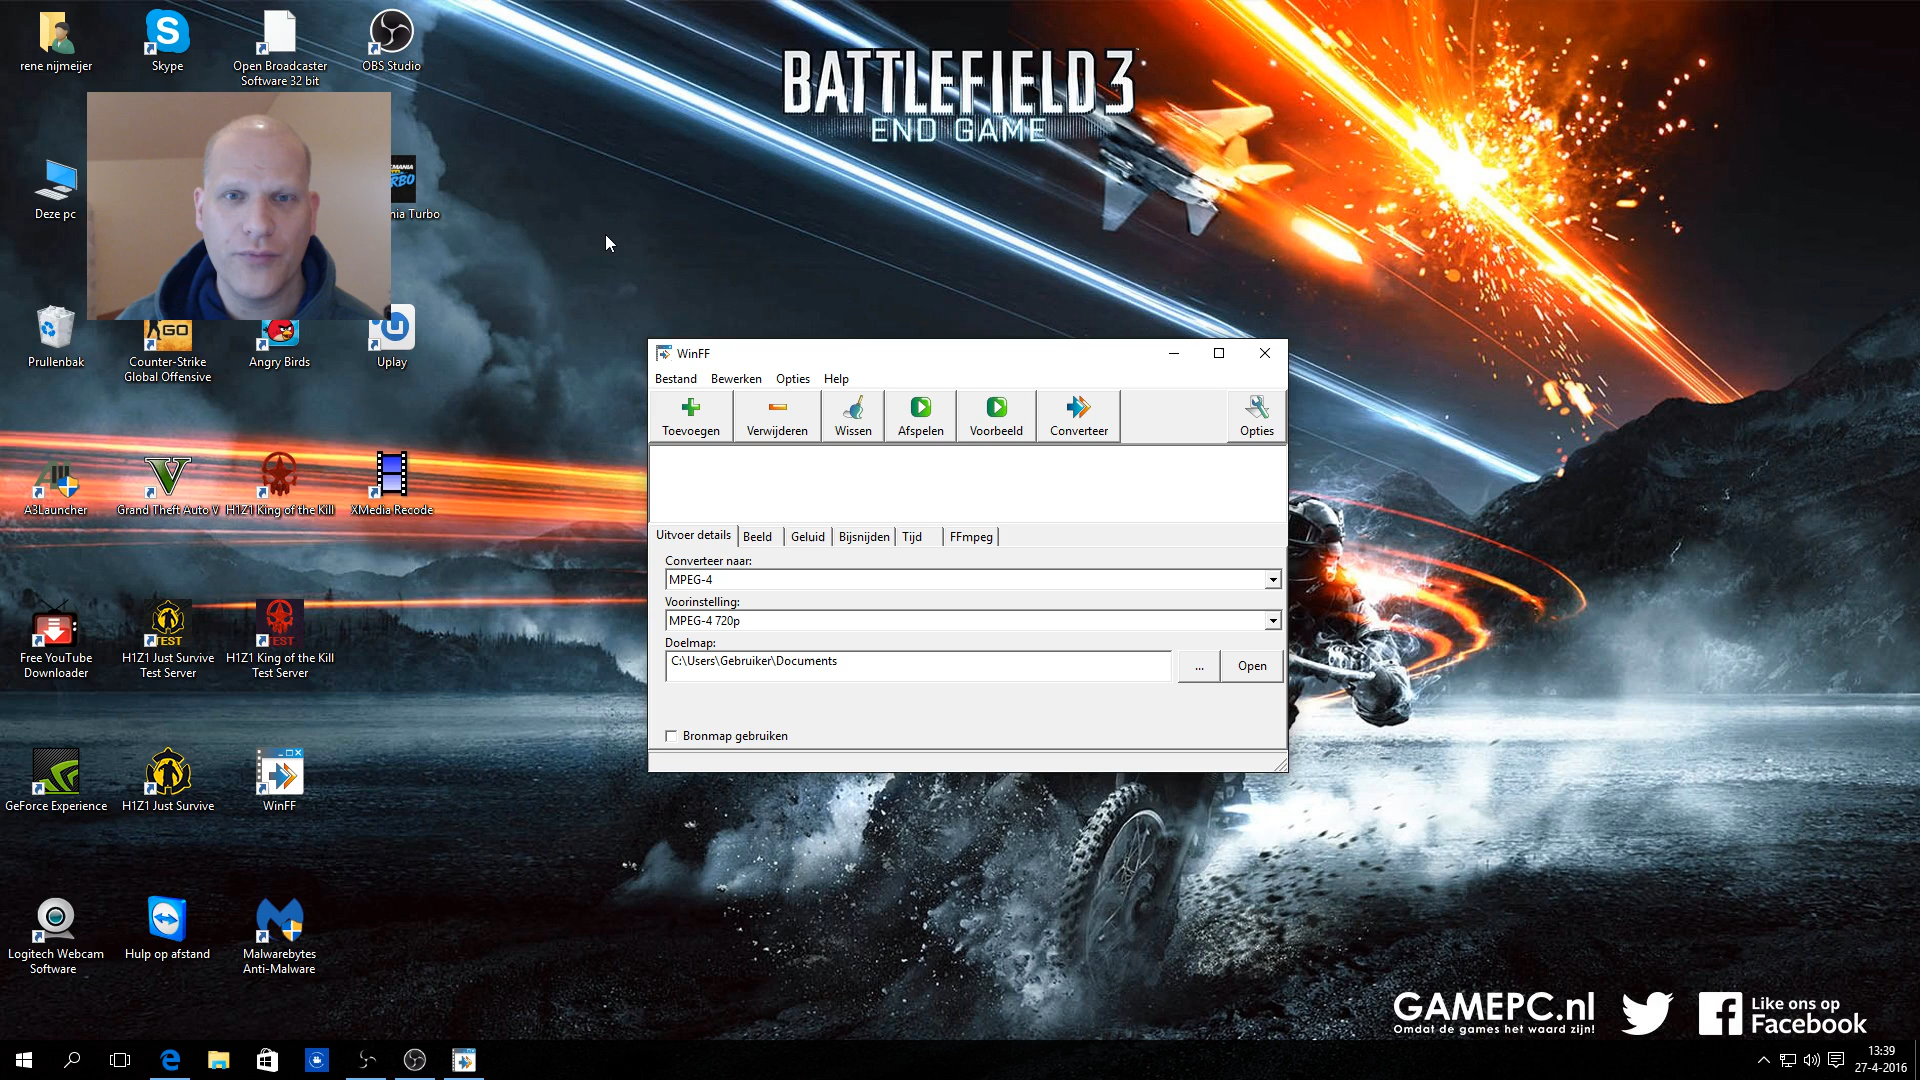 rene nijmeijer
Skype
Open Broadcaster
Software 32 bit
OBS Studio
BATTLEFIELD 3
END GAME
Deze pc
MANIA
RBO
nia Turbo
Prullenbak
GO
Counter-Strike
Global Offensive
Angry Birds
Uplay
WinFF
Bestand
Bewerken
Opties
Help
Toevoegen
Verwijderen
Wissen
Afspelen
Voorbeeld
Converteer
Opties
A3Launcher
Grand Theft Auto V
H1Z1 King of the Kill
XMedia Recode
Uitvoer details
Beeld
Geluid
Bijsnijden
Tijd
FFmpeg
Converteer naar:
MPEG-4
Voorinstelling:
MPEG-4 720p
Doelmap:
C:\Users\Gebruiker\Documents
...
Open
Bronmap gebruiken
TEST
TEST
Free YouTube
Downloader
H1Z1 Just Survive
Test Server
H1Z1 King of the Kill
Test Server
GeForce Experience
H1Z1 Just Survive
WinFF
Logitech Webcam
Software
Hulp op afstand
Malwarebytes
Anti-Malware
GAMEPC.nl
Omdat de games het waard zijn!
Like ons op
Facebook
13:39
27-4-2016